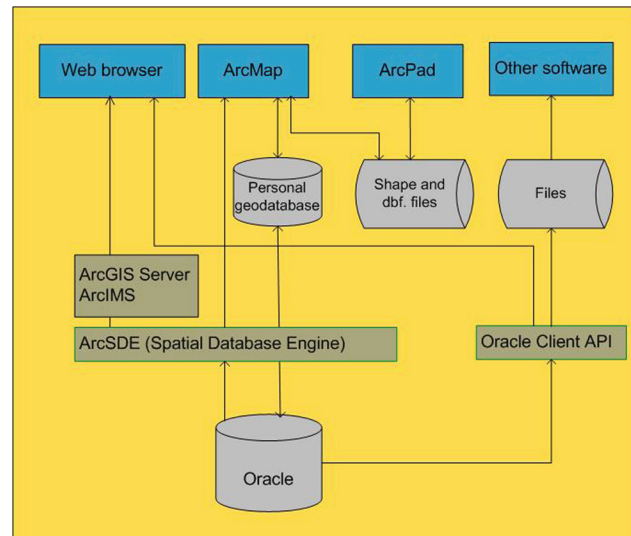 Web browser
ArcMap
ArcPad
Other software
Personal
geodatabase
Shape and
dbf. files
Files
ArcGIS Server
ArcIMS
ArcSDE (Spatial Database Engine)
Oracle Client API
Oracle